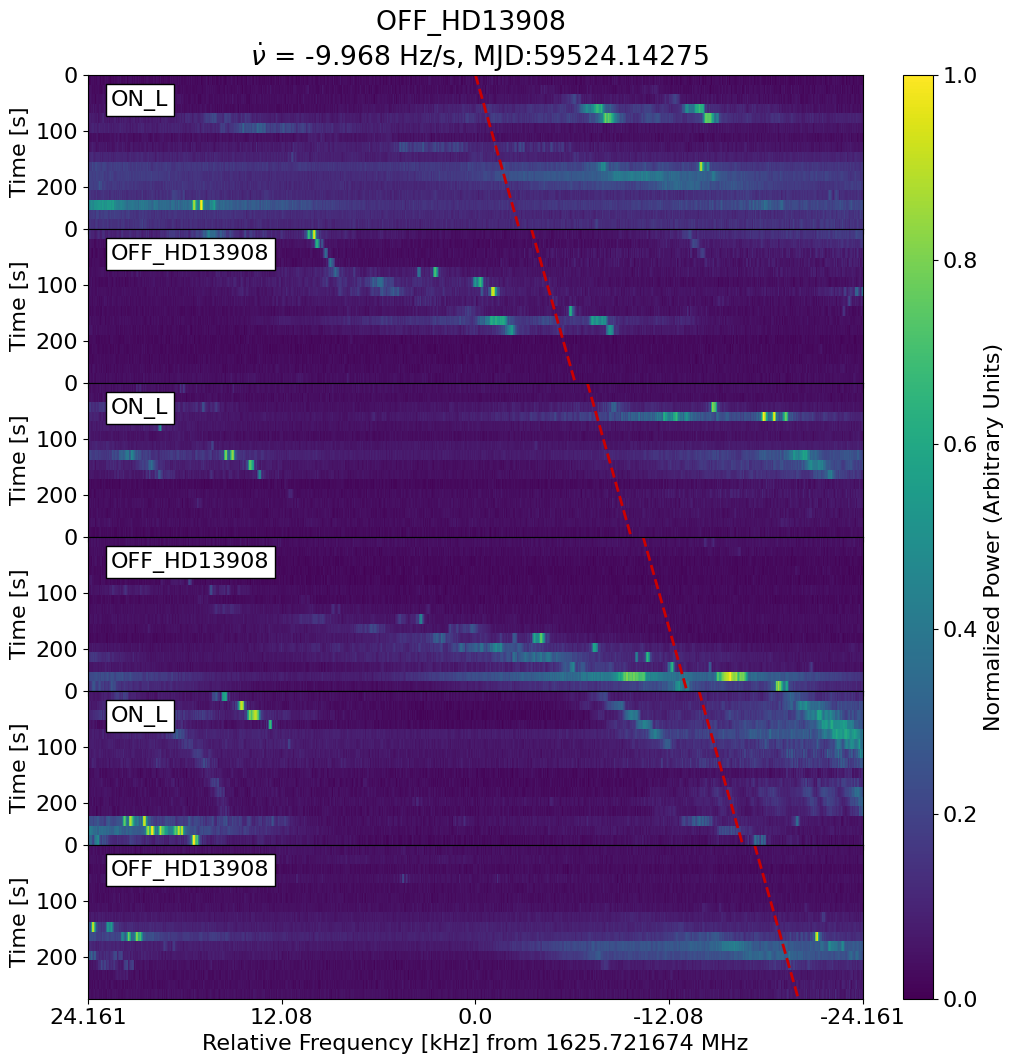 OFF_HD13908
ν̇ = -9.968 Hz/s, MJD:59524.14275
ON_L
OFF_HD13908
ON_L
OFF_HD13908
ON_L
OFF_HD13908
Time [s]
0
100
200
Time [s]
0
100
200
Time [s]
0
100
200
Time [s]
0
100
200
Time [s]
0
100
200
Time [s]
0
100
200
24.161 12.08 0.0 -12.08 -24.161
Relative Frequency [kHz] from 1625.721674 MHz
1.0
0.8
0.6
0.4
0.2
0.0
Normalized Power (Arbitrary Units)